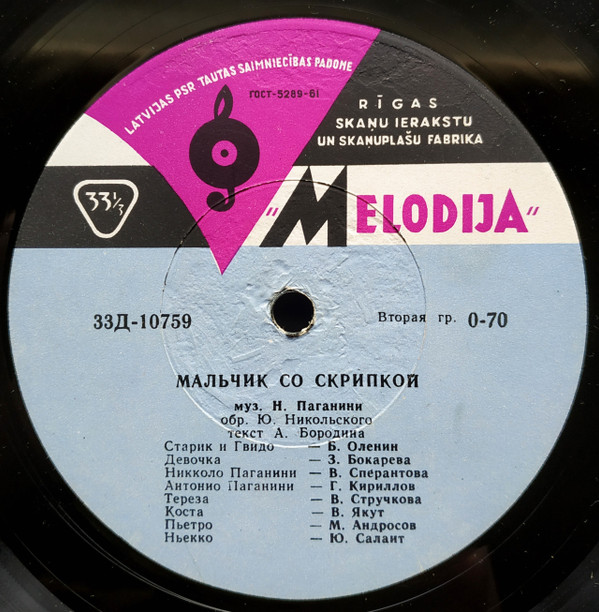 LATVIJAS PSR TAUTAS SAIMNIECĪBAS PADOME
ГОСТ-5289-61
RĪGAS
SKAŅU IERAKSTU
UN SKAŅUPLAŠU FABRIKA
33⅓
"MELODIJA"
33Д-10759
Вторая гр. 0-70
МАЛЬЧИК СО СКРИПКОЙ
муз. Н. Паганини
обр. Ю. Никольского
текст А. Бородина
Старик и Гвидо — Б. Оленин
Девочка — З. Бокарева
Никколо Паганини — В. Сперантова
Антонио Паганини — Г. Кириллов
Тереза — В. Стручкова
Коста — В. Якут
Пьетро — М. Андросов
Ньекко — Ю. Салант